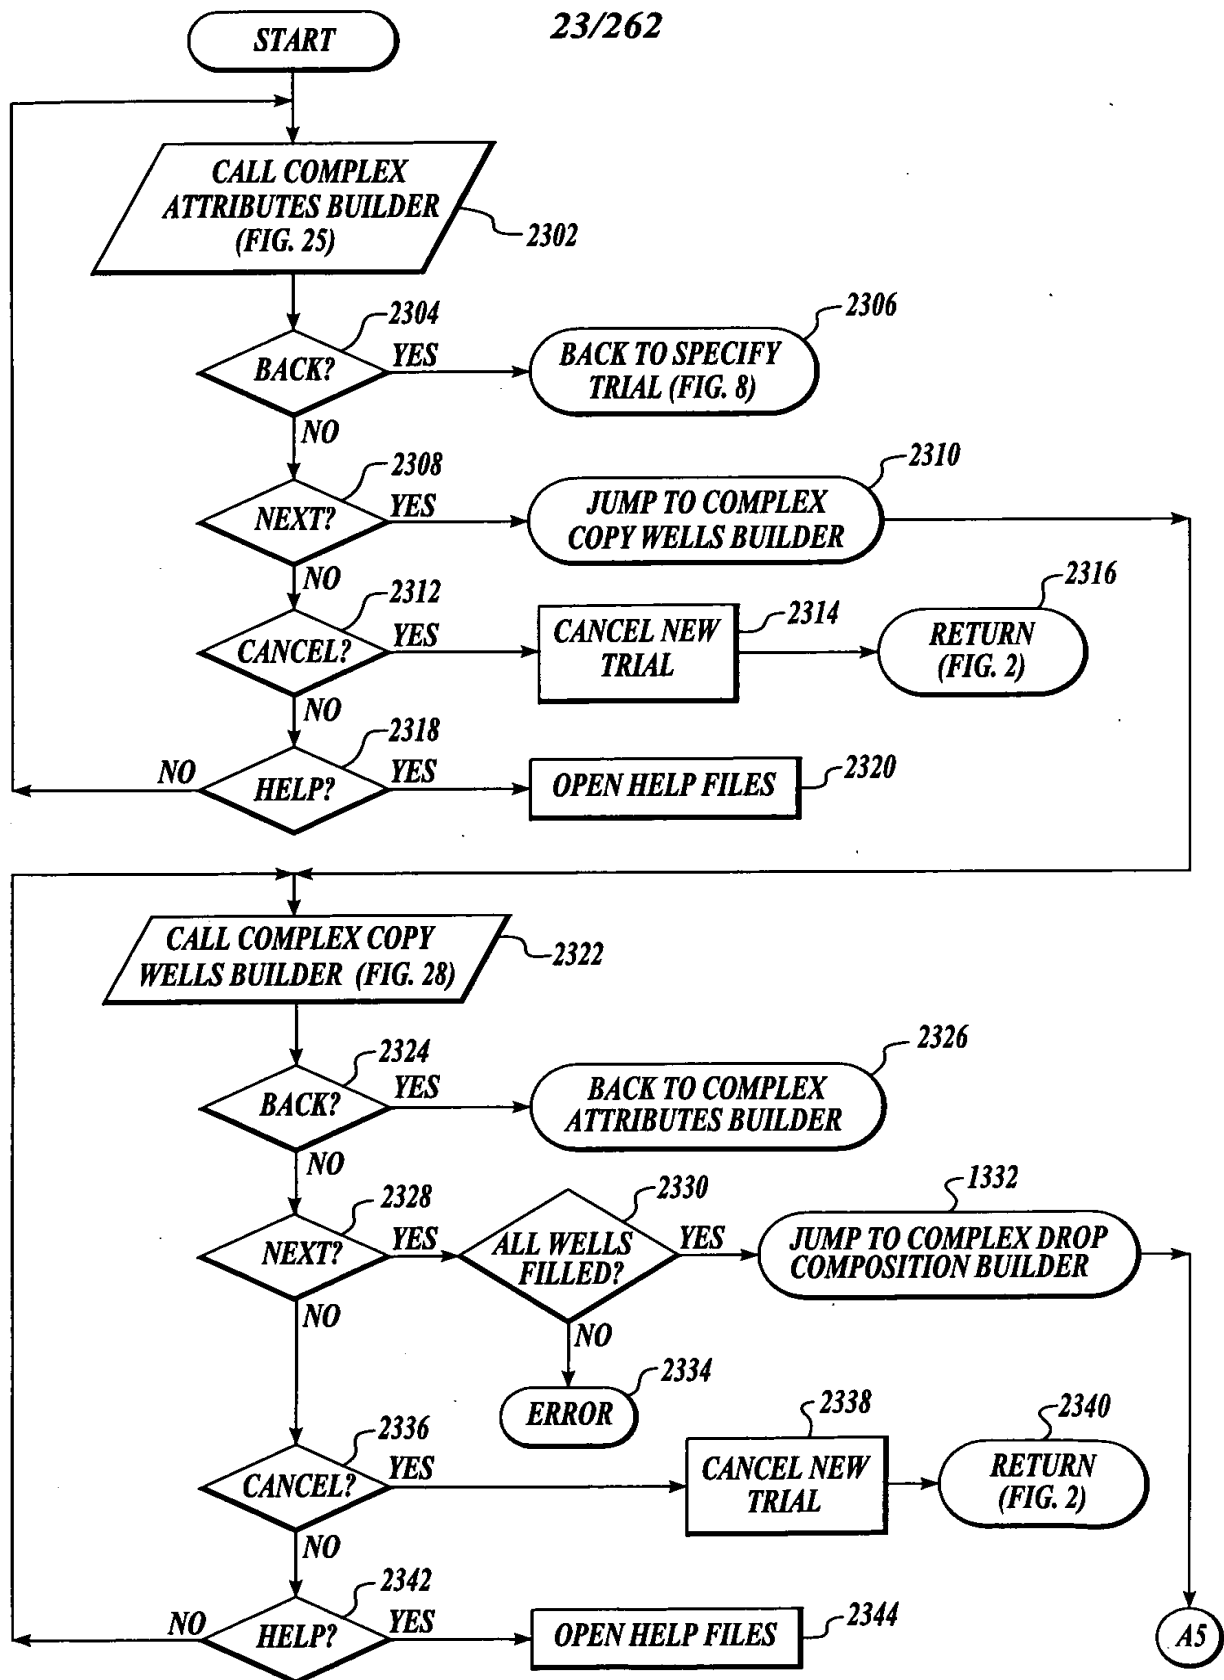 23/262
START
CALL COMPLEX
ATTRIBUTES BUILDER
(FIG. 25)
2302
2304
BACK?
YES
2306
BACK TO SPECIFY
TRIAL (FIG. 8)
NO
2308
NEXT?
YES
2310
JUMP TO COMPLEX
COPY WELLS BUILDER
NO
2312
CANCEL?
YES
CANCEL NEW
TRIAL
2314
2316
RETURN
(FIG. 2)
NO
2318
NO
HELP?
YES
OPEN HELP FILES
2320
CALL COMPLEX COPY
WELLS BUILDER (FIG. 28)
2322
2324
BACK?
YES
2326
BACK TO COMPLEX
ATTRIBUTES BUILDER
NO
2328
NEXT?
YES
2330
ALL WELLS
FILLED?
YES
1332
JUMP TO COMPLEX DROP
COMPOSITION BUILDER
NO
NO
2334
ERROR
2336
CANCEL?
YES
2338
CANCEL NEW
TRIAL
2340
RETURN
(FIG. 2)
NO
2342
NO
HELP?
YES
OPEN HELP FILES
2344
A5